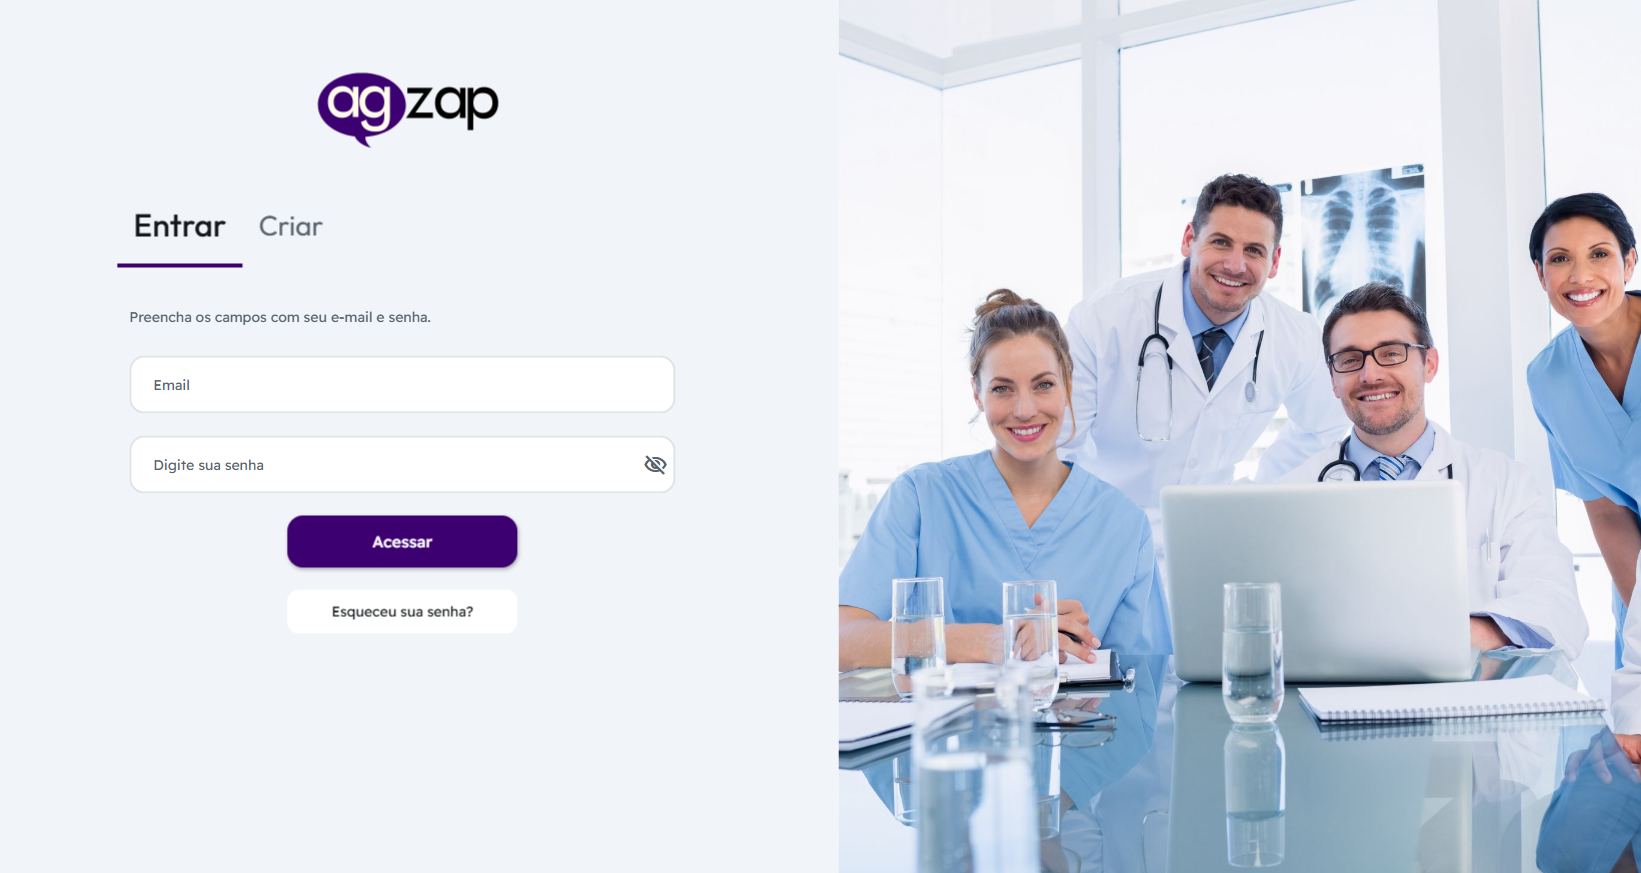 agzap
Entrar Criar
Preencha os campos com seu e-mail e senha.
Email
Digite sua senha
Acessar
Esqueceu sua senha?